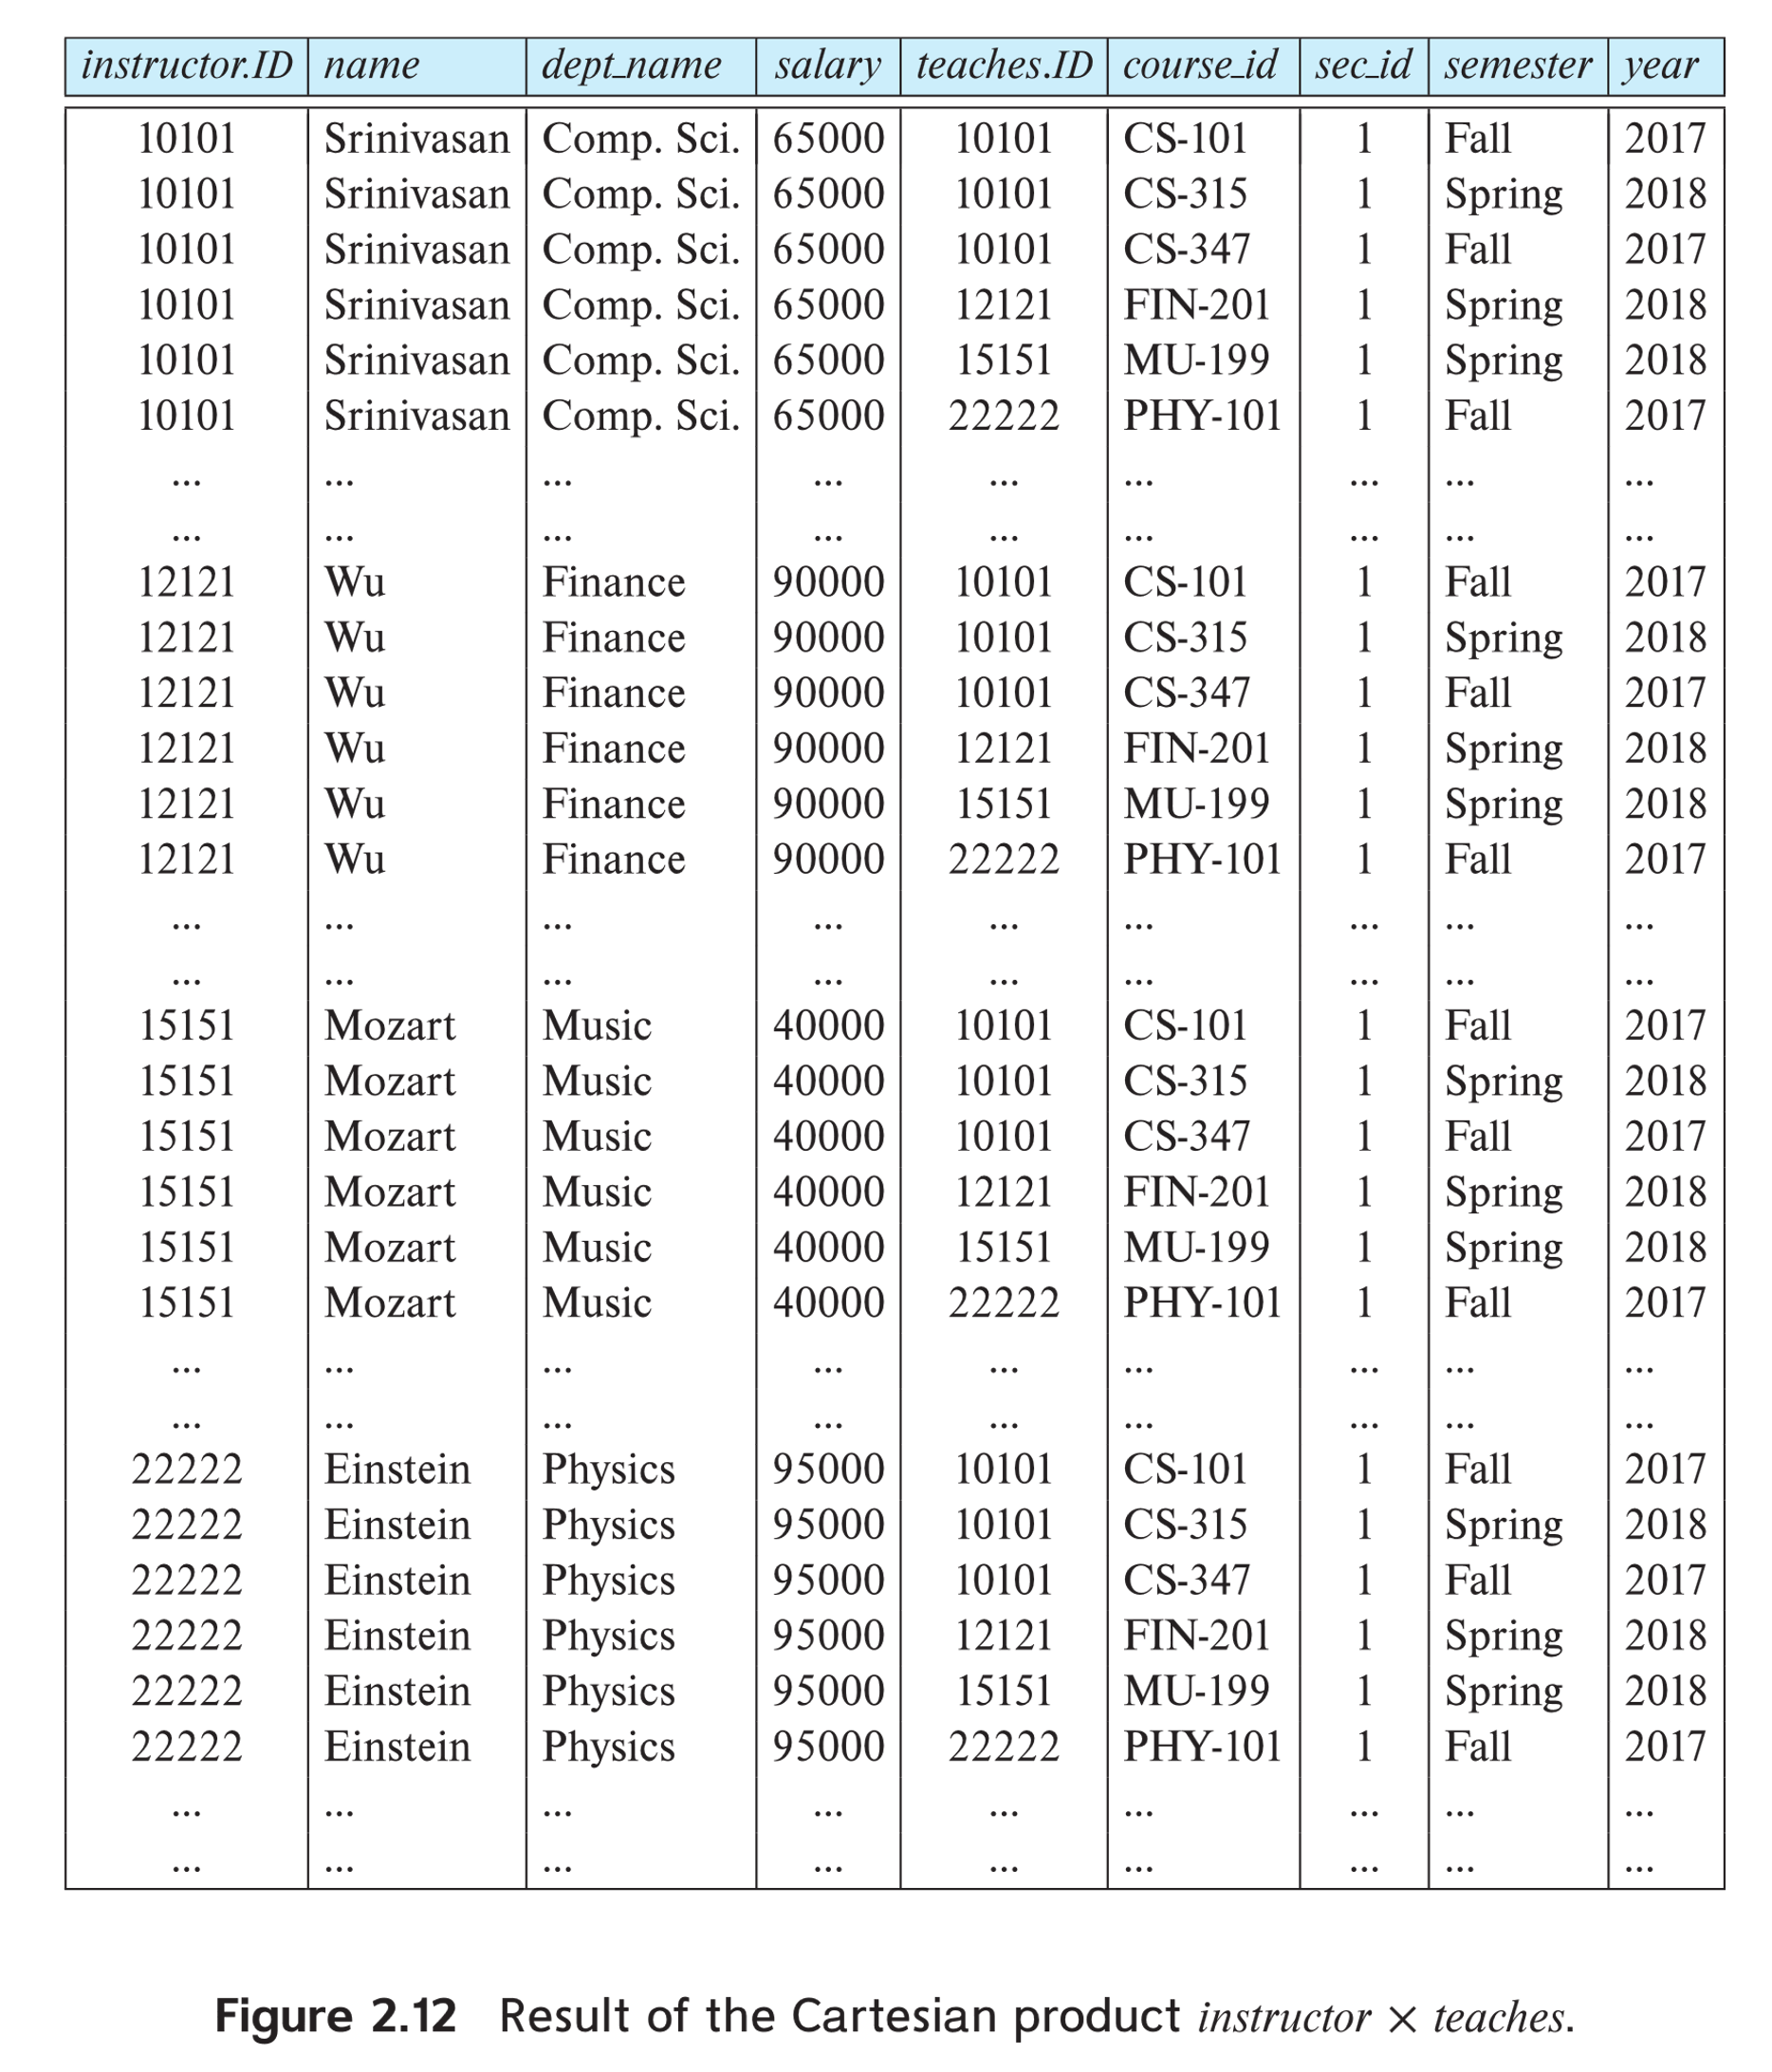 instructor.ID name dept_name salary teaches.ID course_id sec_id semester year
10101 Srinivasan Comp. Sci. 65000 10101 CS-101 1 Fall 2017
10101 Srinivasan Comp. Sci. 65000 10101 CS-315 1 Spring 2018
10101 Srinivasan Comp. Sci. 65000 10101 CS-347 1 Fall 2017
10101 Srinivasan Comp. Sci. 65000 12121 FIN-201 1 Spring 2018
10101 Srinivasan Comp. Sci. 65000 15151 MU-199 1 Spring 2018
10101 Srinivasan Comp. Sci. 65000 22222 PHY-101 1 Fall 2017
... ... ... ... ... ... ... ... ...
... ... ... ... ... ... ... ... ...
12121 Wu Finance 90000 10101 CS-101 1 Fall 2017
12121 Wu Finance 90000 10101 CS-315 1 Spring 2018
12121 Wu Finance 90000 10101 CS-347 1 Fall 2017
12121 Wu Finance 90000 12121 FIN-201 1 Spring 2018
12121 Wu Finance 90000 15151 MU-199 1 Spring 2018
12121 Wu Finance 90000 22222 PHY-101 1 Fall 2017
... ... ... ... ... ... ... ... ...
... ... ... ... ... ... ... ... ...
15151 Mozart Music 40000 10101 CS-101 1 Fall 2017
15151 Mozart Music 40000 10101 CS-315 1 Spring 2018
15151 Mozart Music 40000 10101 CS-347 1 Fall 2017
15151 Mozart Music 40000 12121 FIN-201 1 Spring 2018
15151 Mozart Music 40000 15151 MU-199 1 Spring 2018
15151 Mozart Music 40000 22222 PHY-101 1 Fall 2017
... ... ... ... ... ... ... ... ...
... ... ... ... ... ... ... ... ...
22222 Einstein Physics 95000 10101 CS-101 1 Fall 2017
22222 Einstein Physics 95000 10101 CS-315 1 Spring 2018
22222 Einstein Physics 95000 10101 CS-347 1 Fall 2017
22222 Einstein Physics 95000 12121 FIN-201 1 Spring 2018
22222 Einstein Physics 95000 15151 MU-199 1 Spring 2018
22222 Einstein Physics 95000 22222 PHY-101 1 Fall 2017
... ... ... ... ... ... ... ... ...
... ... ... ... ... ... ... ... ...
Figure 2.12 Result of the Cartesian product instructor × teaches.